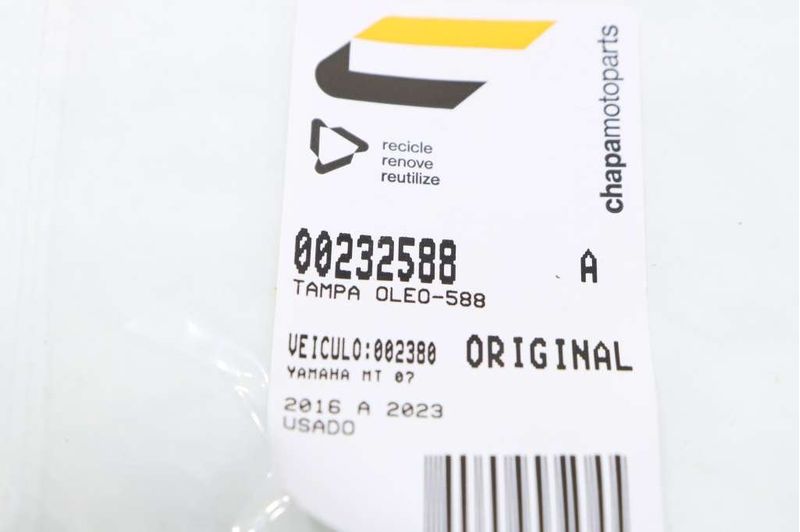 chapamotoparts
recicle
renove
reutilize
00232588 A
TAMPA OLEO-588
VEICULO:002380 ORIGINAL
YAMAHA MT 07
2016 A 2023
USADO